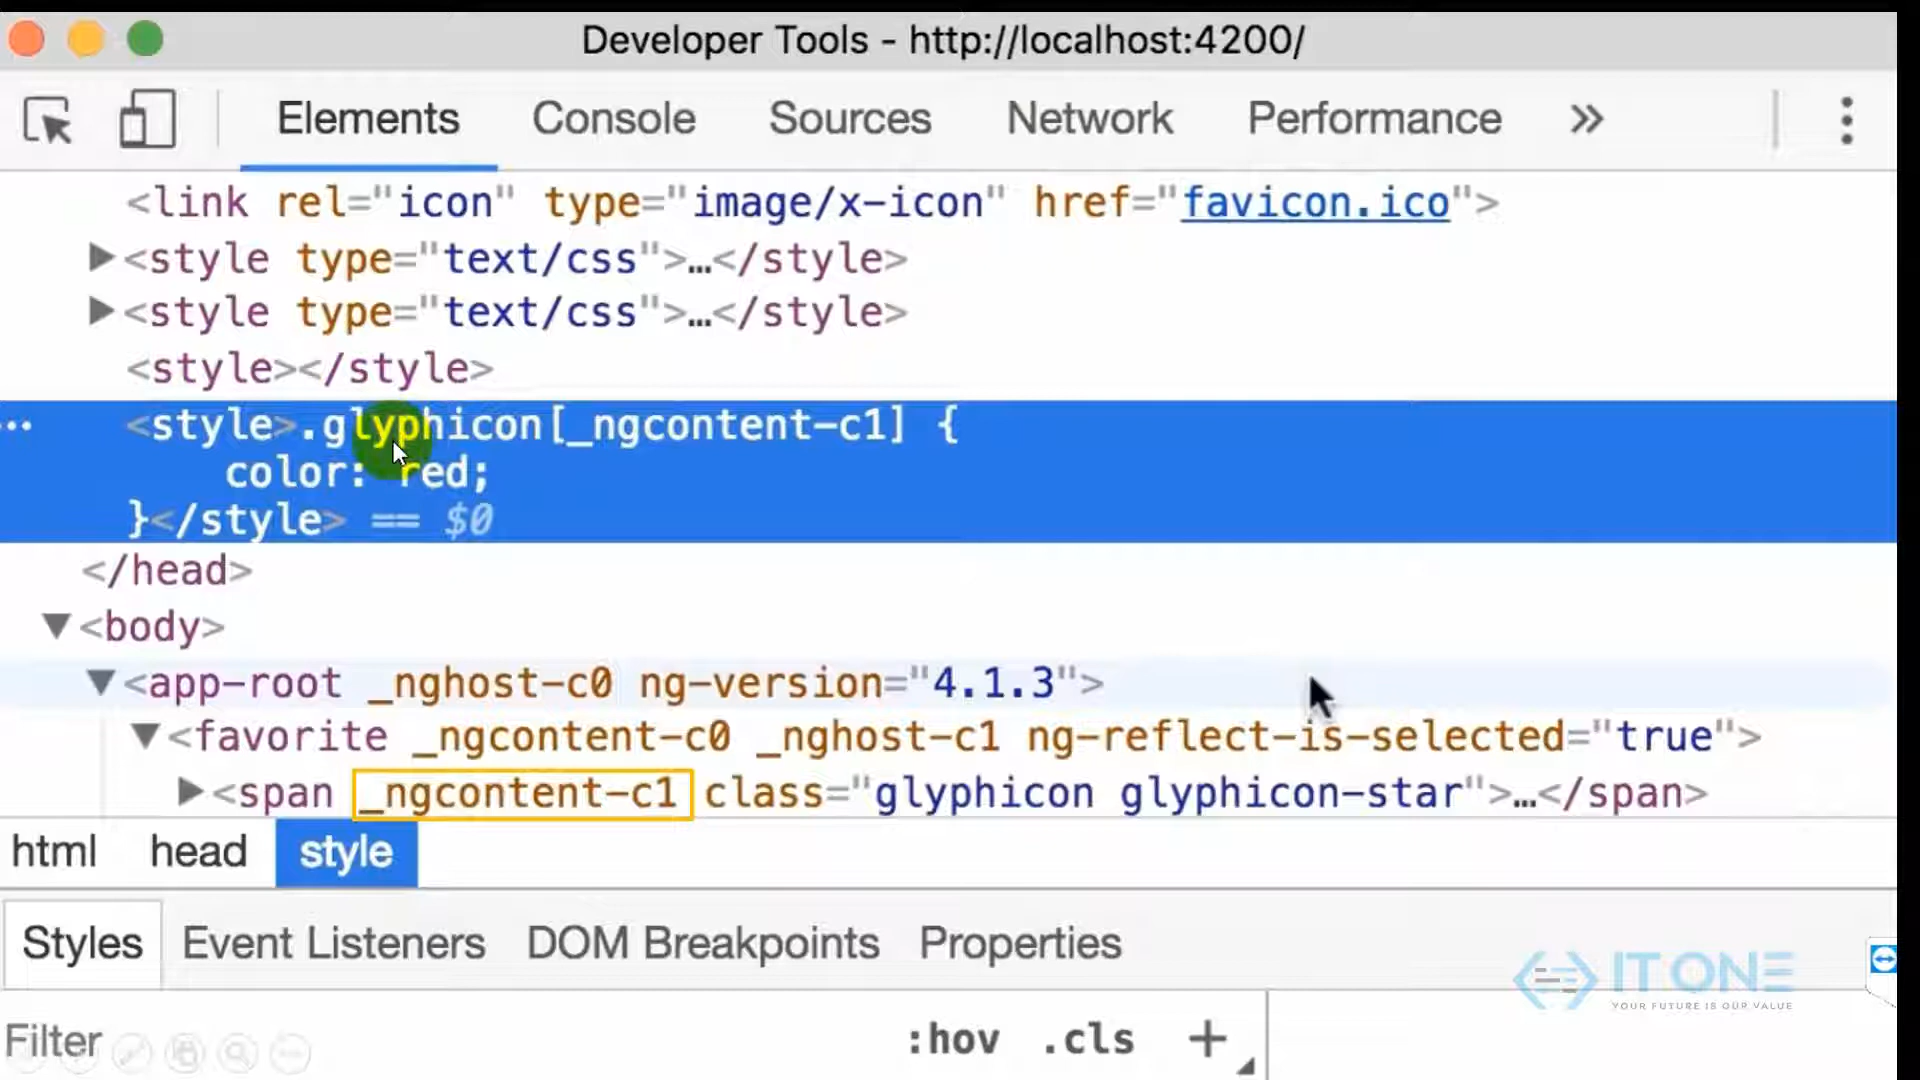 Developer Tools - http://localhost:4200/
Elements Console Sources Network Performance »
<link rel="icon" type="image/x-icon" href="favicon.ico">
▶<style type="text/css">…</style>
▶<style type="text/css">…</style>
<style></style>
… <style>.glyphicon[_ngcontent-c1] {
color: red;
}</style> == $0
</head>
▼<body>
▼<app-root _nghost-c0 ng-version="4.1.3">
▼<favorite _ngcontent-c0 _nghost-c1 ng-reflect-is-selected="true">
▶<span _ngcontent-c1 class="glyphicon glyphicon-star">…</span>
html head style
Styles Event Listeners DOM Breakpoints Properties
IT ONE
YOUR FUTURE IS OUR VALUE
Filter :hov .cls +